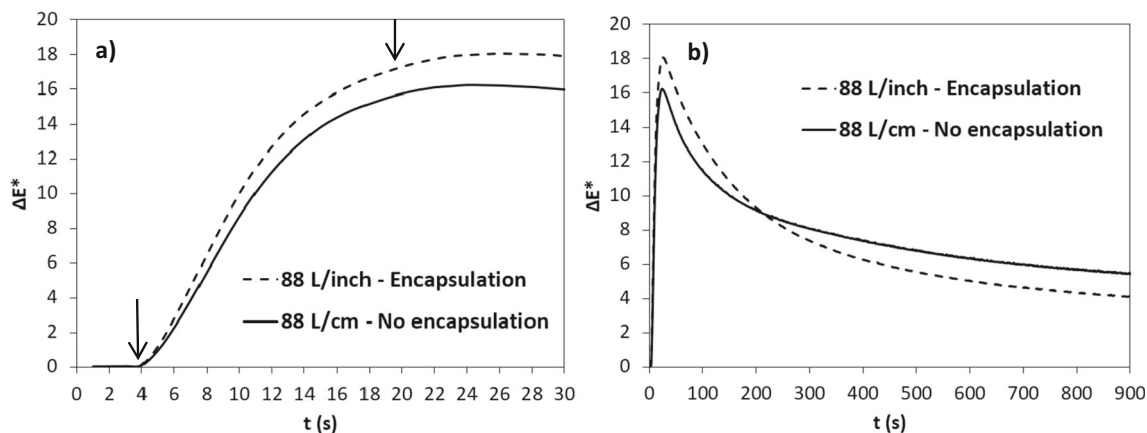 a)
ΔE*
20
18
16
14
12
10
8
6
4
2
0
0 2 4 6 8 10 12 14 16 18 20 22 24 26 28 30
t (s)
88 L/inch - Encapsulation
88 L/cm - No encapsulation
b)
ΔE*
20
18
16
14
12
10
8
6
4
2
0
0 100 200 300 400 500 600 700 800 900
t (s)
88 L/inch - Encapsulation
88 L/cm - No encapsulation